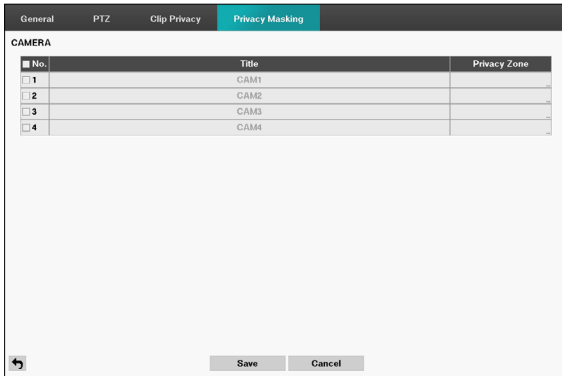 General PTZ Clip Privacy Privacy Masking
CAMERA
No. Title Privacy Zone
1 CAM1 ...
2 CAM2 ...
3 CAM3 ...
4 CAM4 ...
Save Cancel